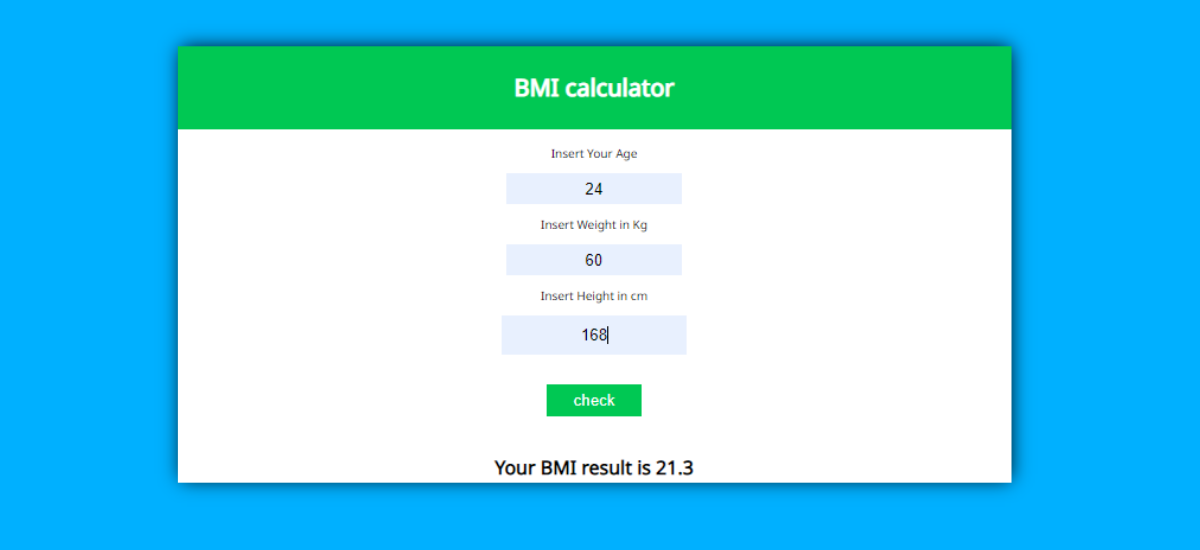 BMI calculator
Insert Your Age
24
Insert Weight in Kg
60
Insert Height in cm
168
check
Your BMI result is 21.3